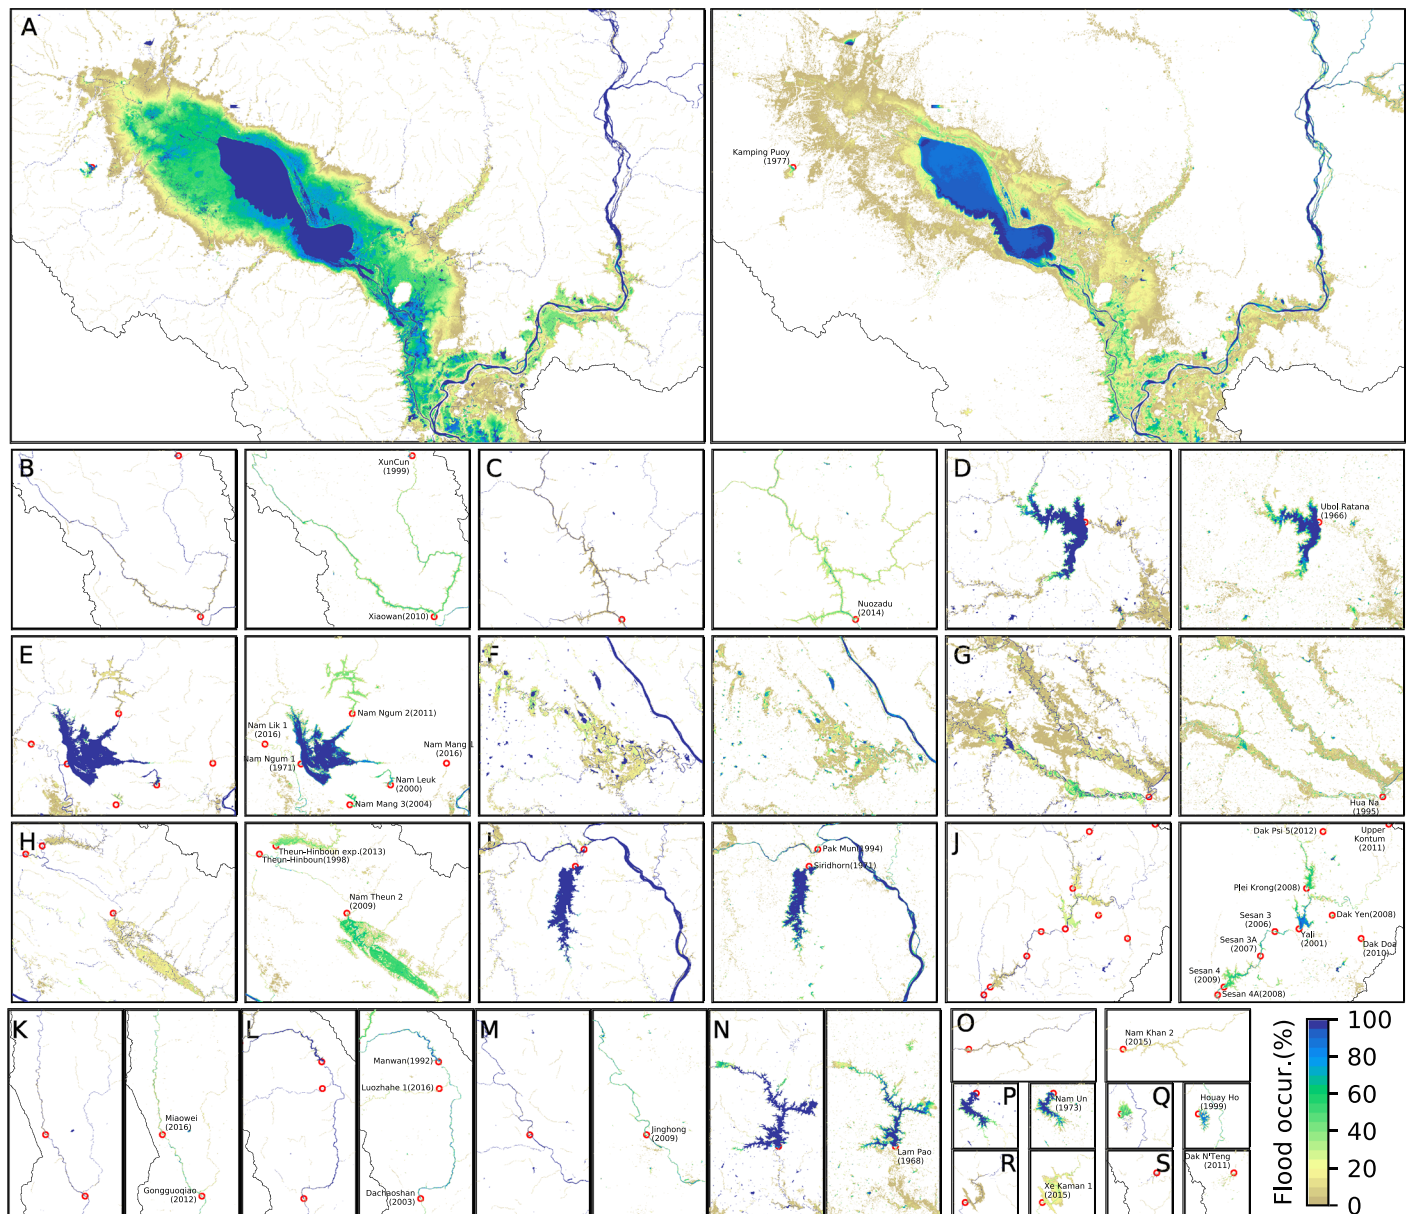 A
Kamping Puoy
(1977)
B
XunCun
(1999)
Xiaowan(2010)
C
Nuozadu
(2014)
D
Ubol Ratana
(1966)
E
Nam Ngum 2(2011)
Nam Lik 1
(2016)
Nam Mang 1
(2016)
Nam Ngum 1
(1971)
Nam Leuk
(2000)
Nam Mang 3(2004)
F
G
Hua Na
(1995)
H
Theun-Hinboun exp.(2013)
Theun-Hinboun(1998)
Nam Theun 2
(2009)
I
Pak Mun(1994)
Siridhorn(1971)
J
Dak Psi 5(2012)
Upper
Kontum
(2011)
Plei Krong(2008)
Sesan 3
(2006)
Dak Yen(2008)
Yali
(2001)
Sesan 3A
(2007)
Dak Doa
(2010)
Sesan 4
(2009)
Sesan 4A(2008)
K
Miaowei
(2016)
Gongguoqiao
(2012)
L
Manwan(1992)
Luozhahe 1(2016)
Dachaoshan
(2003)
M
Jinghong
(2009)
N
Lam Pao
(1968)
O
Nam Khan 2
(2015)
P
Nam Un
(1973)
Q
Houay Ho
(1999)
R
Xe Kaman 1
(2015)
S
Dak N'Teng
(2011)
Flood occur.(%)
100
80
60
40
20
0